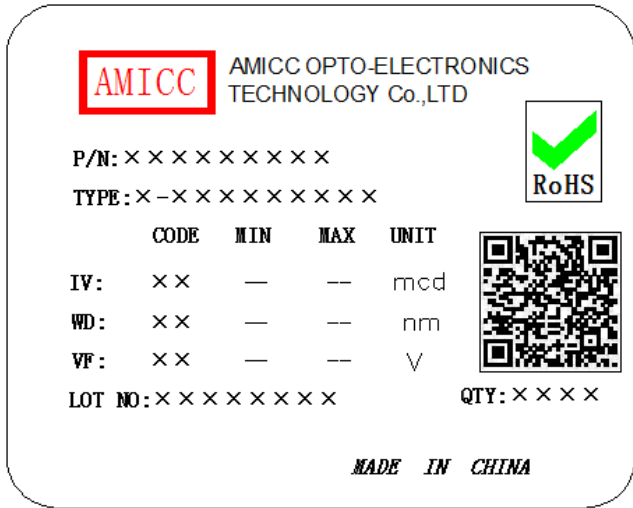 AMICC
AMICC OPTO-ELECTRONICS
TECHNOLOGY Co.,LTD
RoHS
P/N:×××××××××
TYPE:×-×××××××××
CODE MIN MAX UNIT
IV: ×× — -- mcd
WD: ×× — -- nm
VF: ×× — -- V
LOT NO:××××××××
QTY:××××
MADE IN CHINA